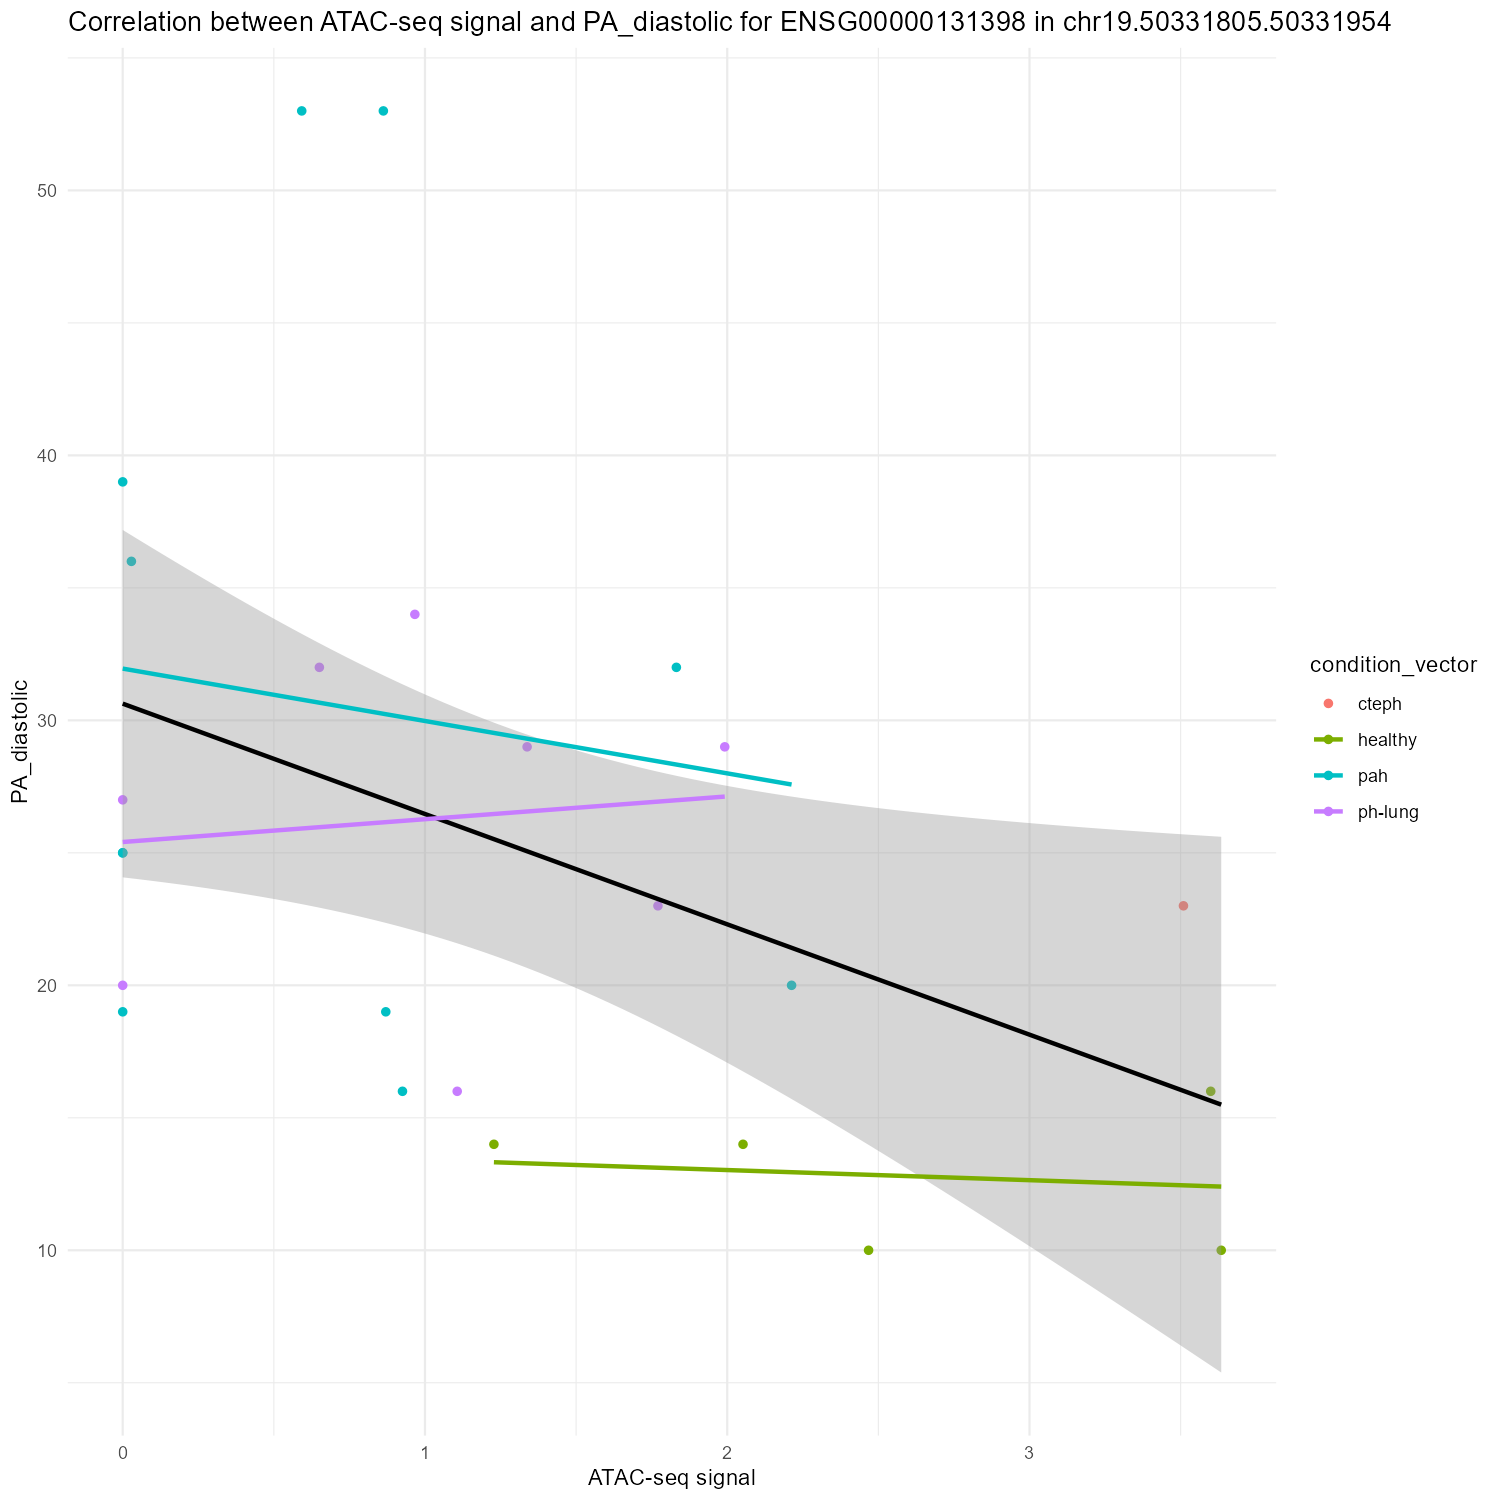 Correlation between ATAC-seq signal and PA_diastolic for ENSG00000131398 in chr19.50331805.50331954
50
40
30
20
10
PA_diastolic
0 1 2 3
ATAC-seq signal
condition_vector
cteph
healthy
pah
ph-lung